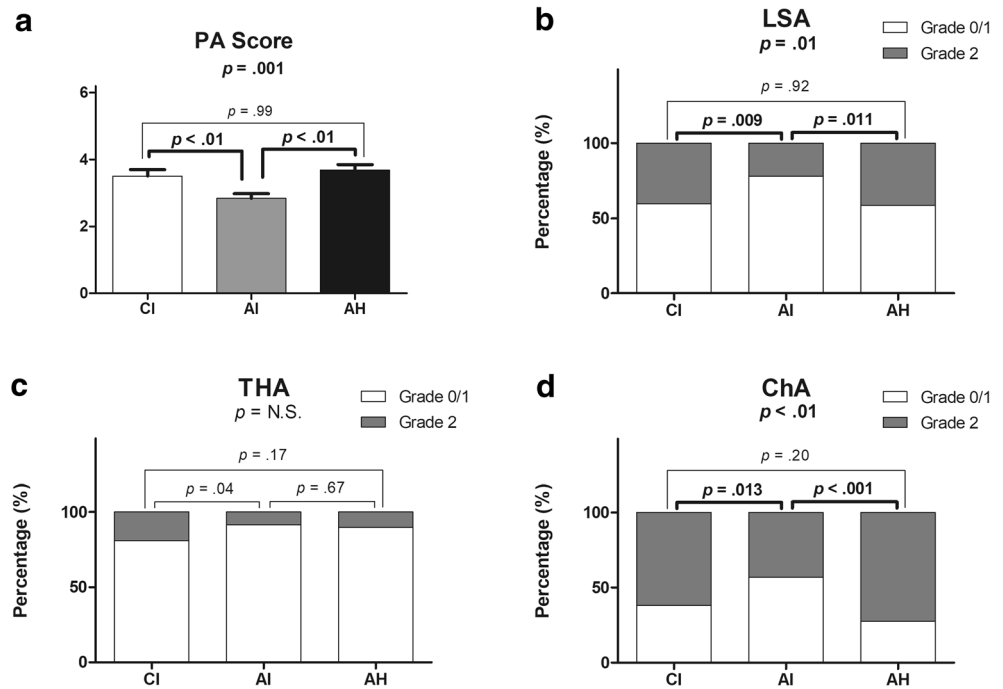 a
PA Score
p = .001
6
4
2
0
p = .99
p < .01
p < .01
CI
AI
AH
b
LSA
p = .01
Grade 0/1
Grade 2
Percentage (%)
100
50
0
p = .92
p = .009
p = .011
CI
AI
AH
c
THA
p = N.S.
Grade 0/1
Grade 2
Percentage (%)
100
50
0
p = .17
p = .04
p = .67
CI
AI
AH
d
ChA
p < .01
Grade 0/1
Grade 2
Percentage (%)
100
50
0
p = .20
p = .013
p < .001
CI
AI
AH